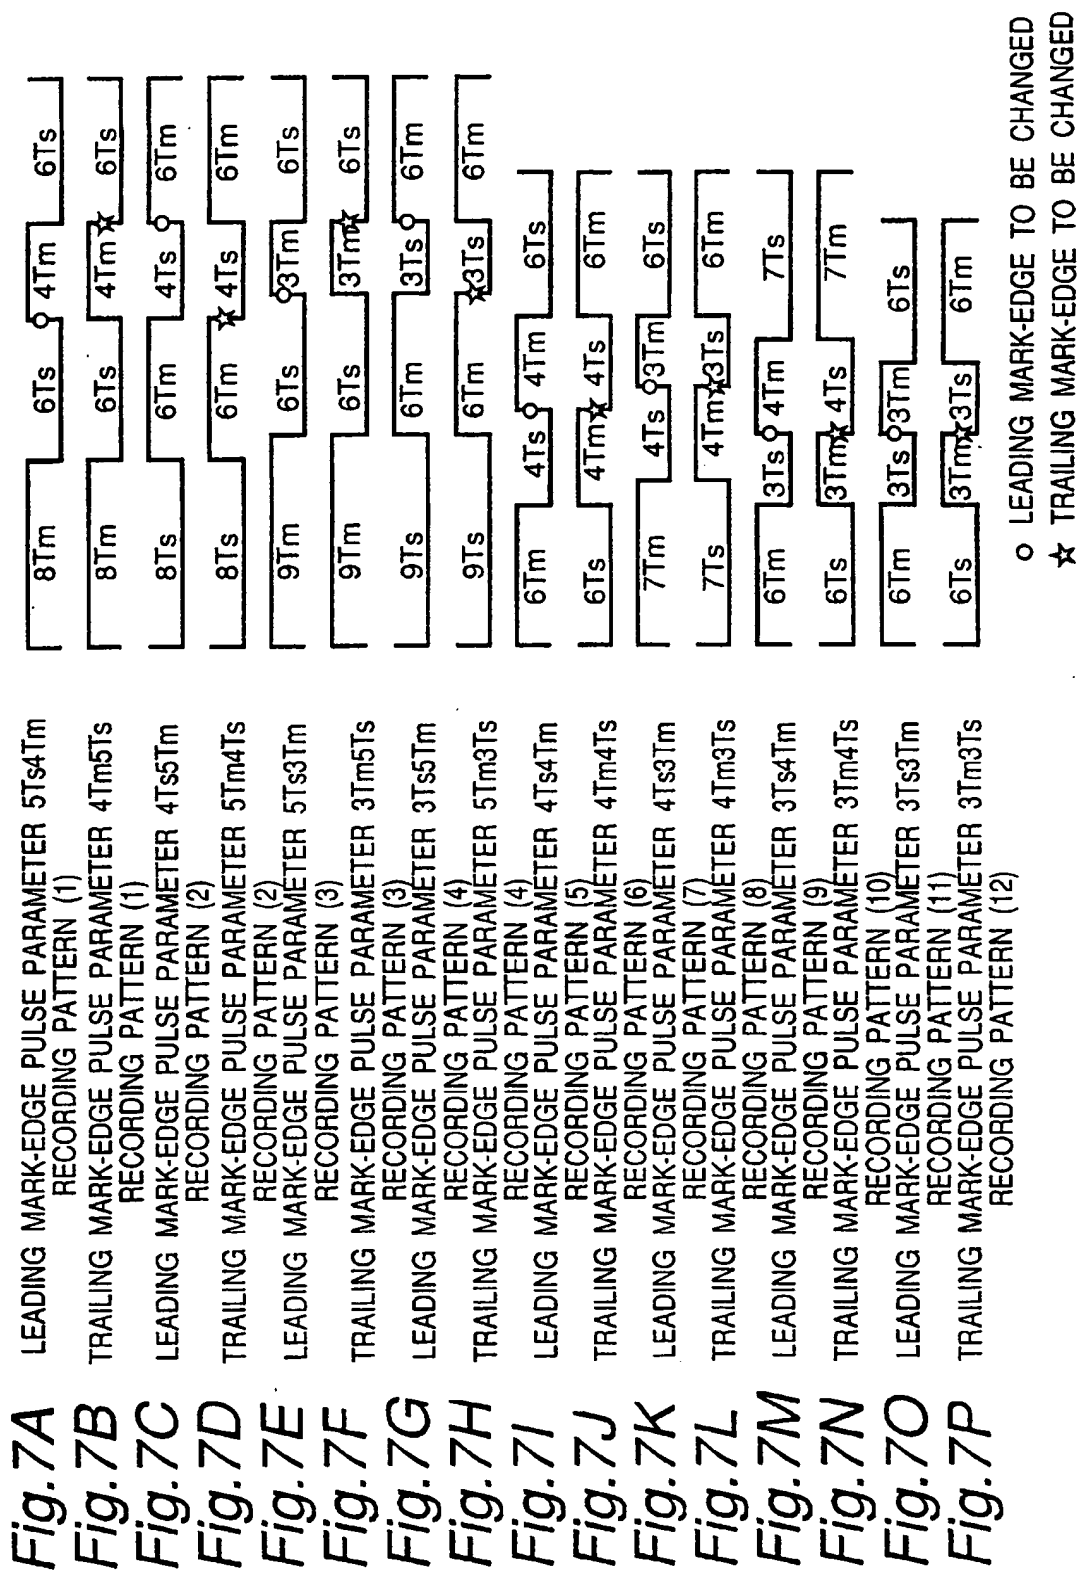 Fig.7A LEADING MARK-EDGE PULSE PARAMETER 5Ts4Tm
RECORDING PATTERN (1)
8Tm 6Ts 4Tm 6Ts
Fig.7B TRAILING MARK-EDGE PULSE PARAMETER 4Tm5Ts
RECORDING PATTERN (1)
8Tm 6Ts 4Tm 6Ts
Fig.7C LEADING MARK-EDGE PULSE PARAMETER 4Ts5Tm
RECORDING PATTERN (2)
8Ts 6Tm 4Ts 6Tm
Fig.7D TRAILING MARK-EDGE PULSE PARAMETER 5Tm4Ts
RECORDING PATTERN (2)
8Ts 6Tm 4Ts 6Tm
Fig.7E LEADING MARK-EDGE PULSE PARAMETER 5Ts3Tm
RECORDING PATTERN (3)
9Tm 6Ts 3Tm 6Ts
Fig.7F TRAILING MARK-EDGE PULSE PARAMETER 3Tm5Ts
RECORDING PATTERN (3)
9Tm 6Ts 3Tm 6Ts
Fig.7G LEADING MARK-EDGE PULSE PARAMETER 3Ts5Tm
RECORDING PATTERN (4)
9Ts 6Tm 3Ts 6Tm
Fig.7H TRAILING MARK-EDGE PULSE PARAMETER 5Tm3Ts
RECORDING PATTERN (4)
9Ts 6Tm 3Ts 6Tm
Fig.7I LEADING MARK-EDGE PULSE PARAMETER 4Ts4Tm
RECORDING PATTERN (5)
6Tm 4Ts 4Tm 6Ts
Fig.7J TRAILING MARK-EDGE PULSE PARAMETER 4Tm4Ts
RECORDING PATTERN (6)
6Ts 4Tm 4Ts 6Tm
Fig.7K LEADING MARK-EDGE PULSE PARAMETER 4Ts3Tm
RECORDING PATTERN (7)
7Tm 4Ts 3Tm 6Ts
Fig.7L TRAILING MARK-EDGE PULSE PARAMETER 4Tm3Ts
RECORDING PATTERN (8)
7Ts 4Tm 3Ts 6Tm
Fig.7M LEADING MARK-EDGE PULSE PARAMETER 3Ts4Tm
RECORDING PATTERN (9)
6Tm 3Ts 4Tm 7Ts
Fig.7N TRAILING MARK-EDGE PULSE PARAMETER 3Tm4Ts
RECORDING PATTERN (10)
6Ts 3Tm 4Ts 7Tm
Fig.7O LEADING MARK-EDGE PULSE PARAMETER 3Ts3Tm
RECORDING PATTERN (11)
6Tm 3Ts 3Tm 6Ts
Fig.7P TRAILING MARK-EDGE PULSE PARAMETER 3Tm3Ts
RECORDING PATTERN (12)
6Ts 3Tm 3Ts 6Tm
○ LEADING MARK-EDGE TO BE CHANGED
☆ TRAILING MARK-EDGE TO BE CHANGED